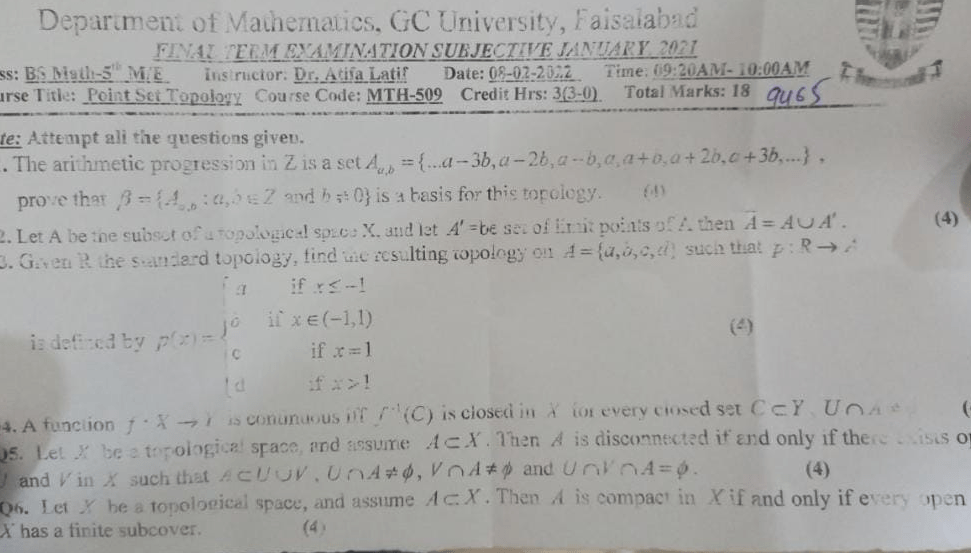 Department of Mathematics, GC University, Faisalabad
FINAL TERM EXAMINATION SUBJECTIVE JANUARY 2021
ss: BS Math-5th M/E Instructor: Dr. Atifa Latif Date: 08-02-2022 Time: 09:20AM- 10:00AM
urse Title: Point Set Topology Course Code: MTH-509 Credit Hrs: 3(3-0) Total Marks: 18 9465
te: Attempt all the questions given.
. The arithmetic progression in Z is a set A_{a,b} = {...a-3b, a-2b, a-b, a, a+b, a+2b, a+3b,...} ,
prove that β = {A_{a,b} : a,b ∈ Z and b ≠ 0} is a basis for this topology. (4)
2. Let A be the subset of a topological space X, and let A' =be set of limit points of A then Ā = A∪A'. (4)
3. Given R the standard topology, find the resulting topology on A = {a,b,c,d} such that p : R → A
a if x ≤ -1
b if x ∈ (-1,1)
is defined by p(x) = { (4)
c if x = 1
d if x > 1
4. A function f : X → Y is continuous iff f⁻¹(C) is closed in X for every closed set C ⊂ Y U∩A ≠
Q5. Let X be a topological space, and assume A ⊂ X. Then A is disconnected if and only if there exists
and V in X such that A ⊂ U∪V, U∩A ≠ ϕ, V∩A ≠ ϕ and U∩V∩A = ϕ. (4)
Q6. Let X be a topological space, and assume A ⊂ X. Then A is compact in X if and only if every open
X has a finite subcover. (4)